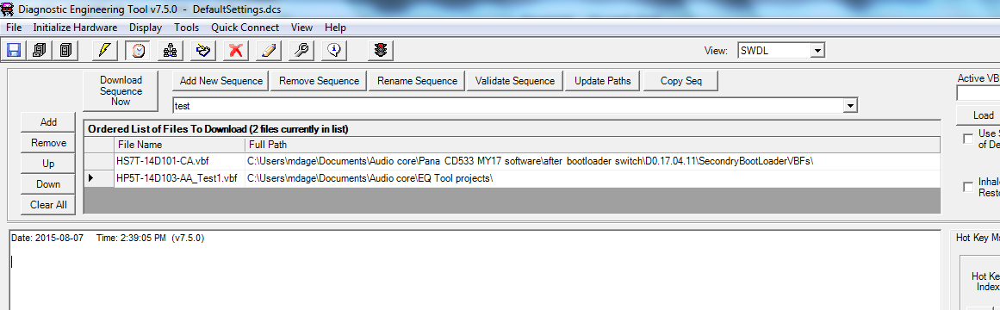 Diagnostic Engineering Tool v7.5.0 - DefaultSettings.dcs
File Initialize Hardware Display Tools Quick Connect View Help
View: SWDL
Download Sequence Now
Add New Sequence Remove Sequence Rename Sequence Validate Sequence Update Paths Copy Seq
Active VB
test
Add
Load
Remove
Up
Down
Clear All
Ordered List of Files To Download (2 files currently in list)
File Name Full Path
HS7T-14D101-CA.vbf C:\Users\mdage\Documents\Audio core\Pana CD533 MY17 software\after bootloader switch\D0.17.04.11\SecondryBootLoaderVBFs\
HP5T-14D103-AA_Test1.vbf C:\Users\mdage\Documents\Audio core\EQ Tool projects\
Use S
of De
Inhale
Resto
Date: 2015-08-07 Time: 2:39:05 PM (v7.5.0)
Hot Key M
Hot Ke
Index